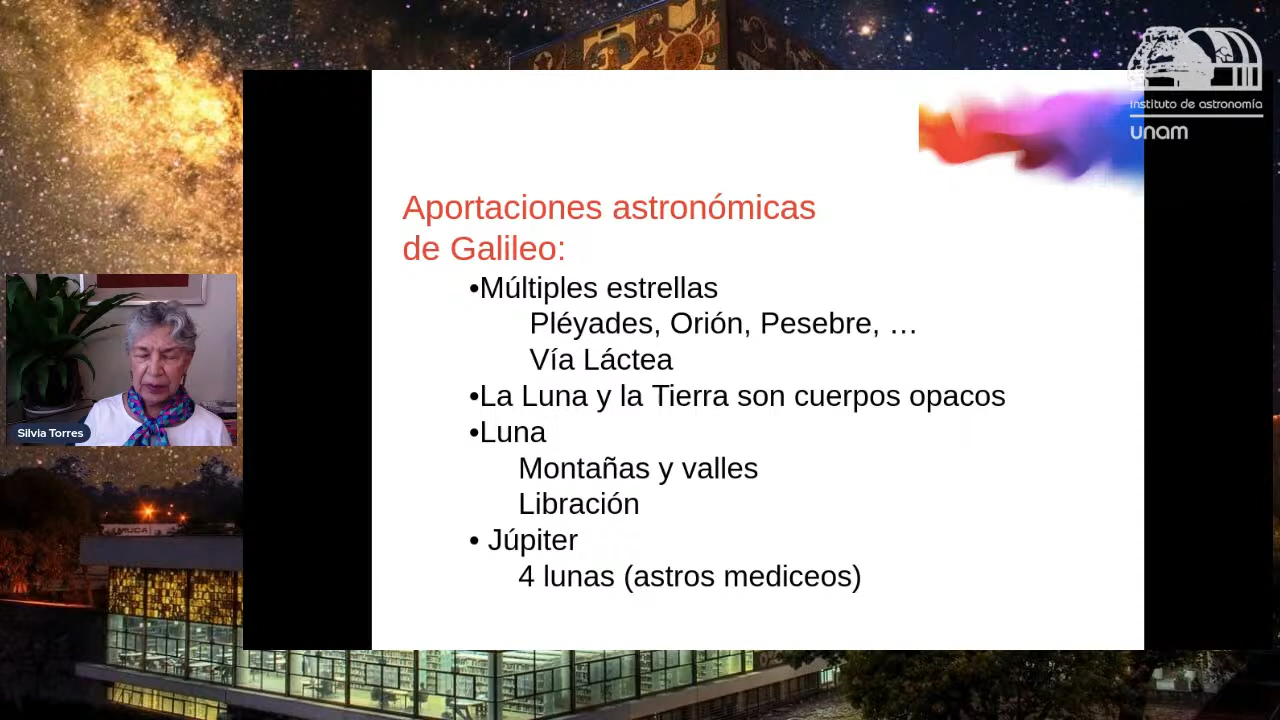 instituto de astronomía
unam
Aportaciones astronómicas
de Galileo:
•Múltiples estrellas
Pléyades, Orión, Pesebre, …
Vía Láctea
•La Luna y la Tierra son cuerpos opacos
•Luna
Montañas y valles
Libración
• Júpiter
4 lunas (astros mediceos)
Silvia Torres
MUCA